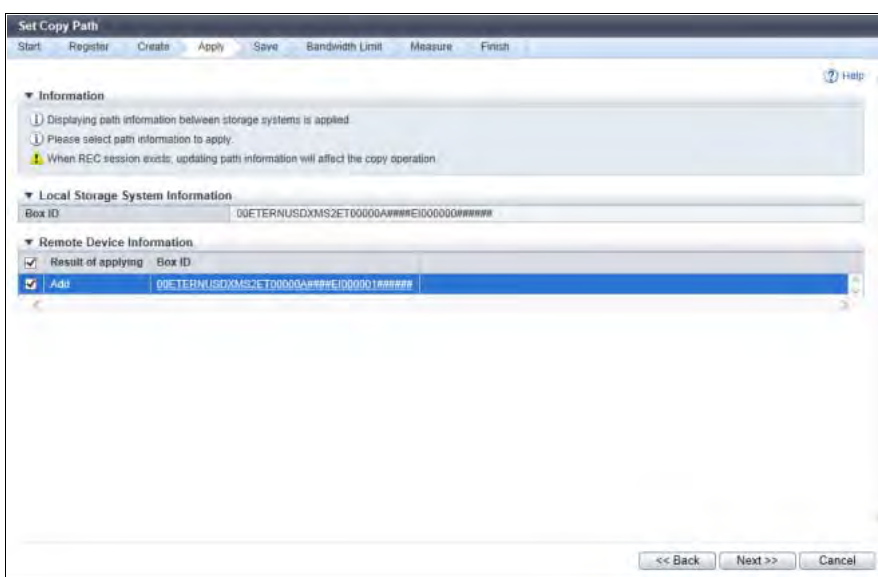 Set Copy Path
Start Register Create Apply Save Bandwidth Limit Measure Finish
Help
Information
Displaying path information between storage systems is applied.
Please select path information to apply.
When REC session exists, updating path information will affect the copy operation.
Local Storage System Information
Box ID 00ETERNUSDXMS2ET00000A####EI000000######
Remote Device Information
Result of applying Box ID
Add 00ETERNUSDXMS2ET00000A####EI000001######
<< Back Next >> Cancel